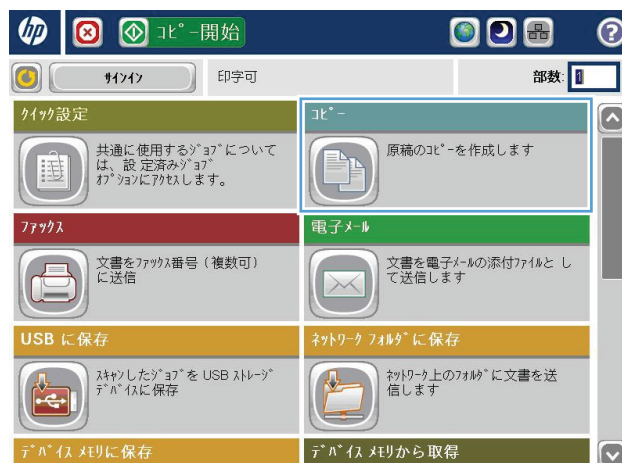 hp
ｺﾋﾟｰ開始
?
ｻｲﾝｲﾝ
印字可
部数: 1
ｸｲｯｸ設定
共通に使用するｼﾞｮﾌﾞについて
は、設 定済みｼﾞｮﾌﾞ
ｵﾌﾟｼｮﾝにｱｸｾｽしま
す。
ｺﾋﾟｰ
原稿のｺﾋﾟｰを作成します
ﾌｧｯｸｽ
文書をﾌｧｯｸｽ番号（複数可）
に送信
電子ﾒｰﾙ
文書を電子ﾒｰﾙの添付ﾌｧｲﾙと し
て送信しま
す
USB に保存
ｽｷｬﾝしたｼﾞｮﾌﾞを USB ｽﾄﾚｰｼﾞ
ﾃﾞﾊﾞｲｽに保存
ﾈｯﾄﾜｰｸ ﾌｫﾙﾀﾞに保存
ﾈｯﾄﾜｰｸ上のﾌｫﾙﾀﾞに文書を送
信します
ﾃﾞﾊﾞｲｽ ﾒﾓﾘに保存
ﾃﾞﾊﾞｲｽ ﾒﾓﾘから取得